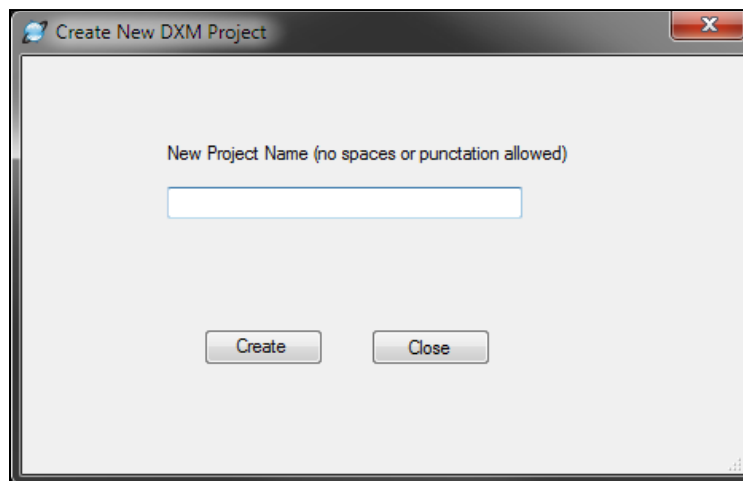 Create New DXM Project
New Project Name (no spaces or punctation allowed)
Create
Close